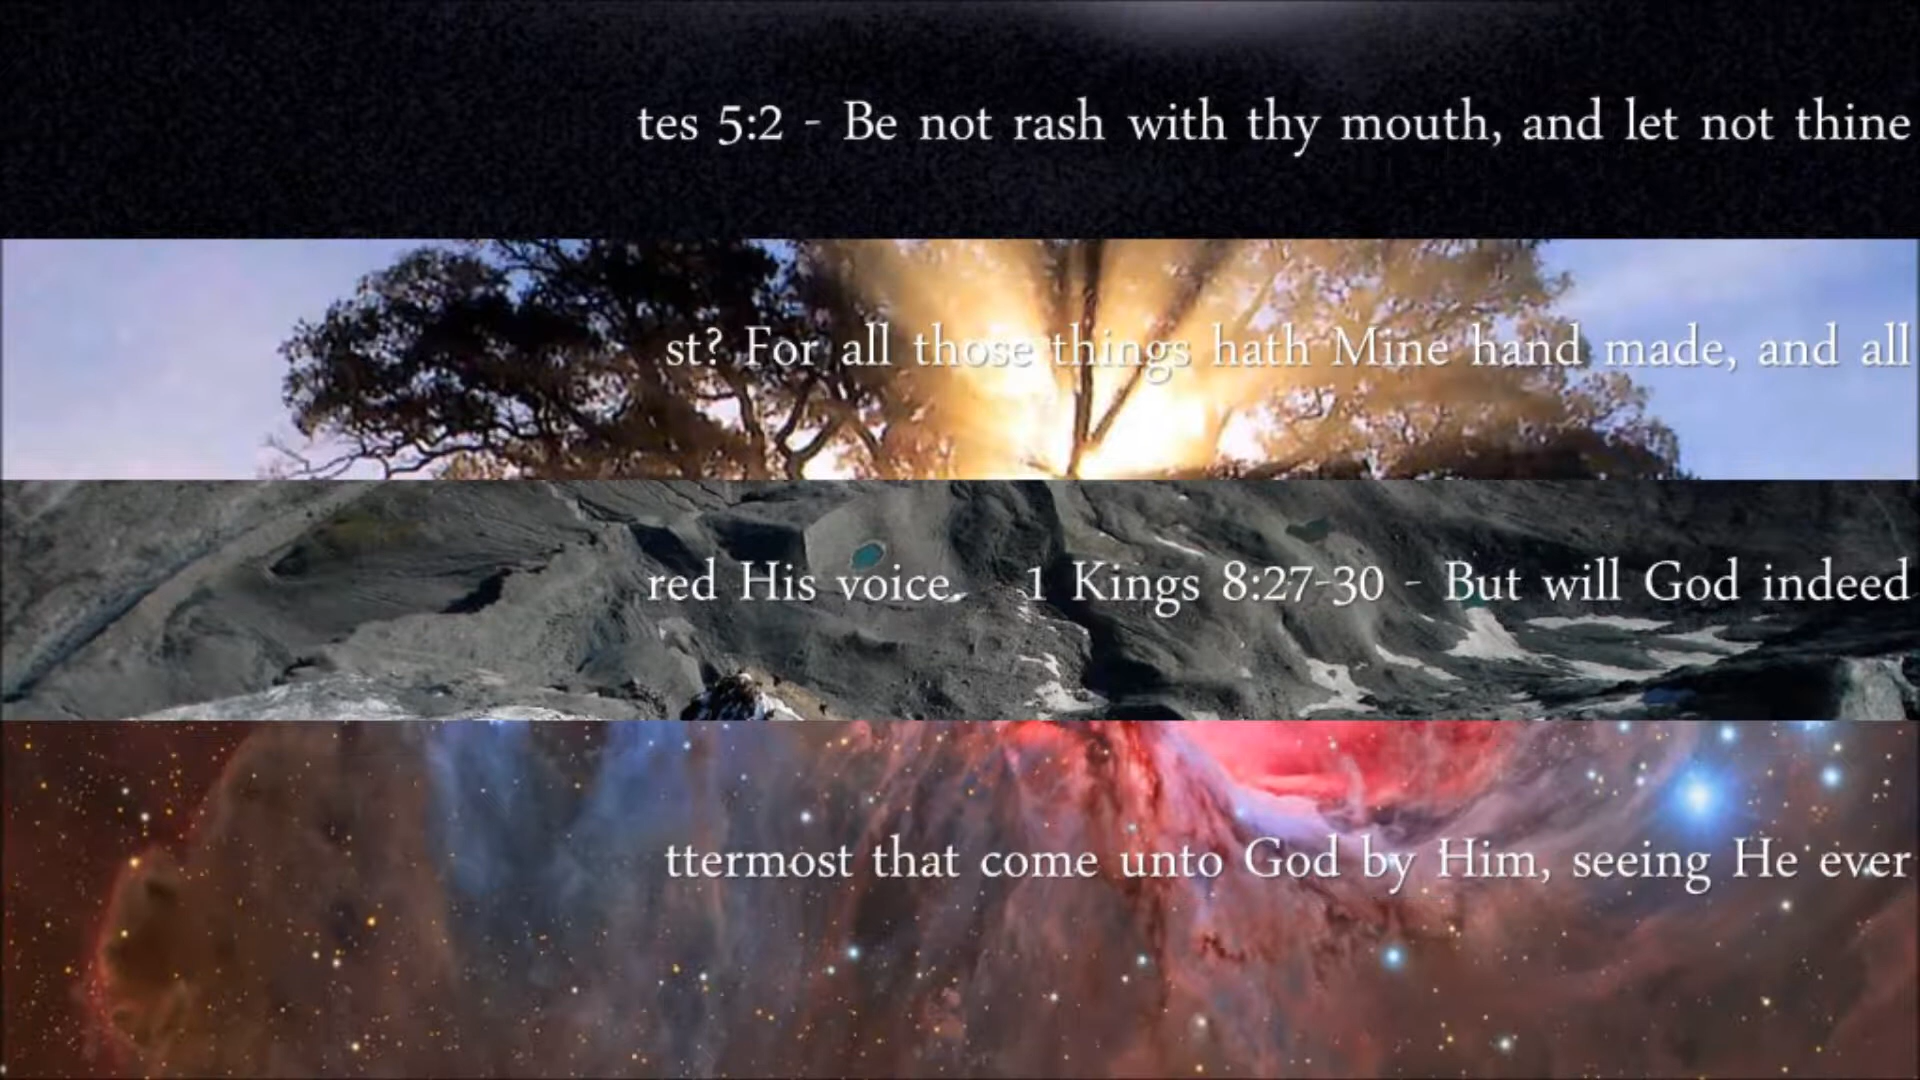 tes 5:2 - Be not rash with thy mouth, and let not thine
st? For all those things hath Mine hand made, and all
red His voice. 1 Kings 8:27-30 - But will God indeed
ttermost that come unto God by Him, seeing He ever